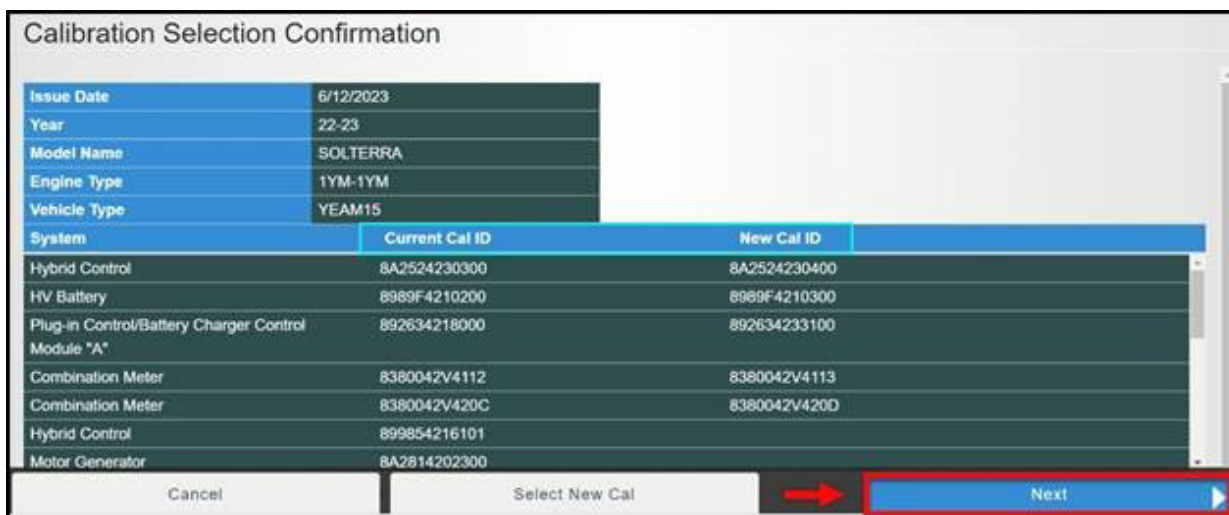 Calibration Selection Confirmation
Issue Date 6/12/2023
Year 22-23
Model Name SOLTERRA
Engine Type 1YM-1YM
Vehicle Type YEAM15
System Current Cal ID New Cal ID
Hybrid Control 8A2524230300 8A2524230400
HV Battery 8989F4210200 8989F4210300
Plug-in Control/Battery Charger Control 892634218000 892634233100
Module "A"
Combination Meter 8380042V4112 8380042V4113
Combination Meter 8380042V420C 8380042V420D
Hybrid Control 899854216101
Motor Generator 8A2814202300
Cancel Select New Cal Next